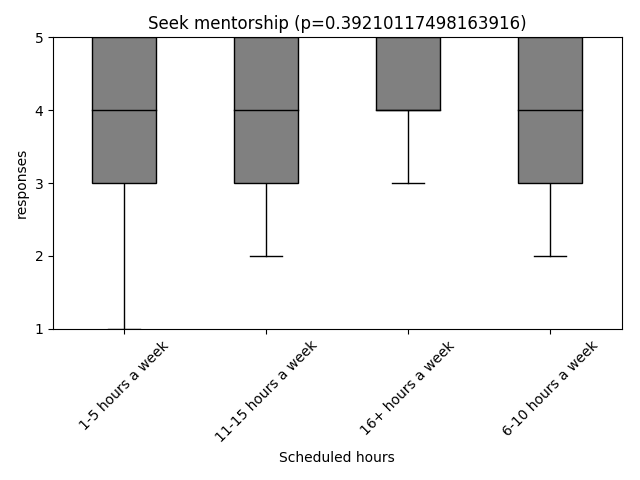 Seek mentorship (p=0.39210117498163916)
responses
5
4
3
2
1
1-5 hours a week
11-15 hours a week
16+ hours a week
6-10 hours a week
Scheduled hours